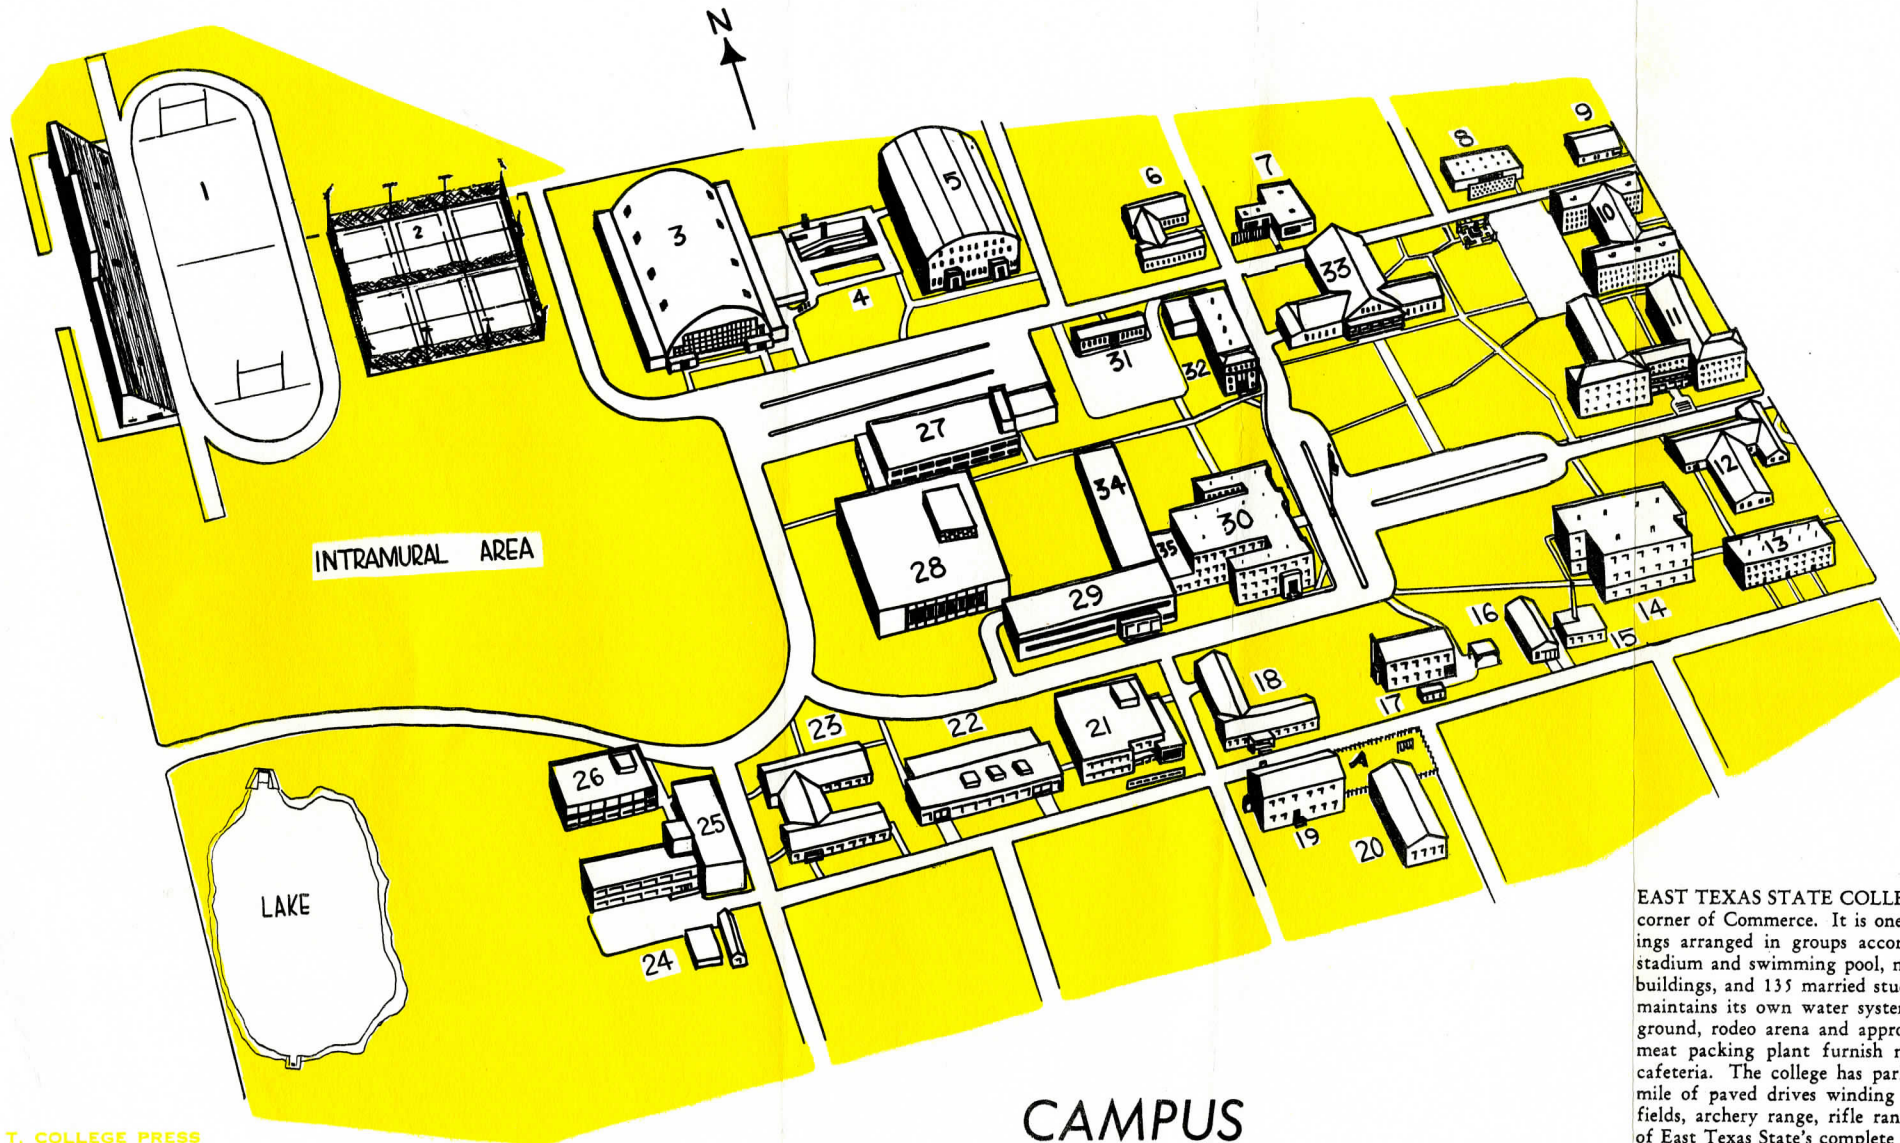 N
1
2
3
4
5
6
7
8
9
10
11
33
31
32
27
12
34
30
13
28
35
INTRAMURAL AREA
29
16
14
15
18
17
23
22
21
26
A
25
19
20
LAKE
24
EAST TEXAS STATE COLLE
corner of Commerce. It is one
ings arranged in groups accor
stadium and swimming pool, n
buildings, and 135 married stu
maintains its own water system
ground, rodeo arena and appro
meat packing plant furnish
cafeteria. The college has par
mile of paved drives winding
fields, archery range, rifle ran
of East Texas State's complete
CAMPUS
T. COLLEGE PRESS